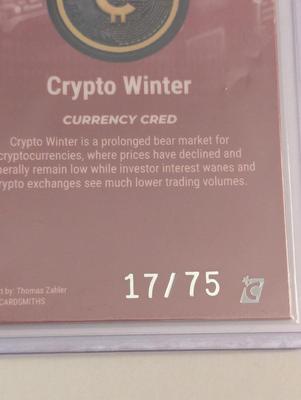 Crypto Winter
CURRENCY CRED
Crypto Winter is a prolonged bear market for
cryptocurrencies, where prices have declined and
remain low while investor interest wanes and
crypto exchanges see much lower trading volumes.
by: Thomas Zahler
CARDSMITHS
17/75